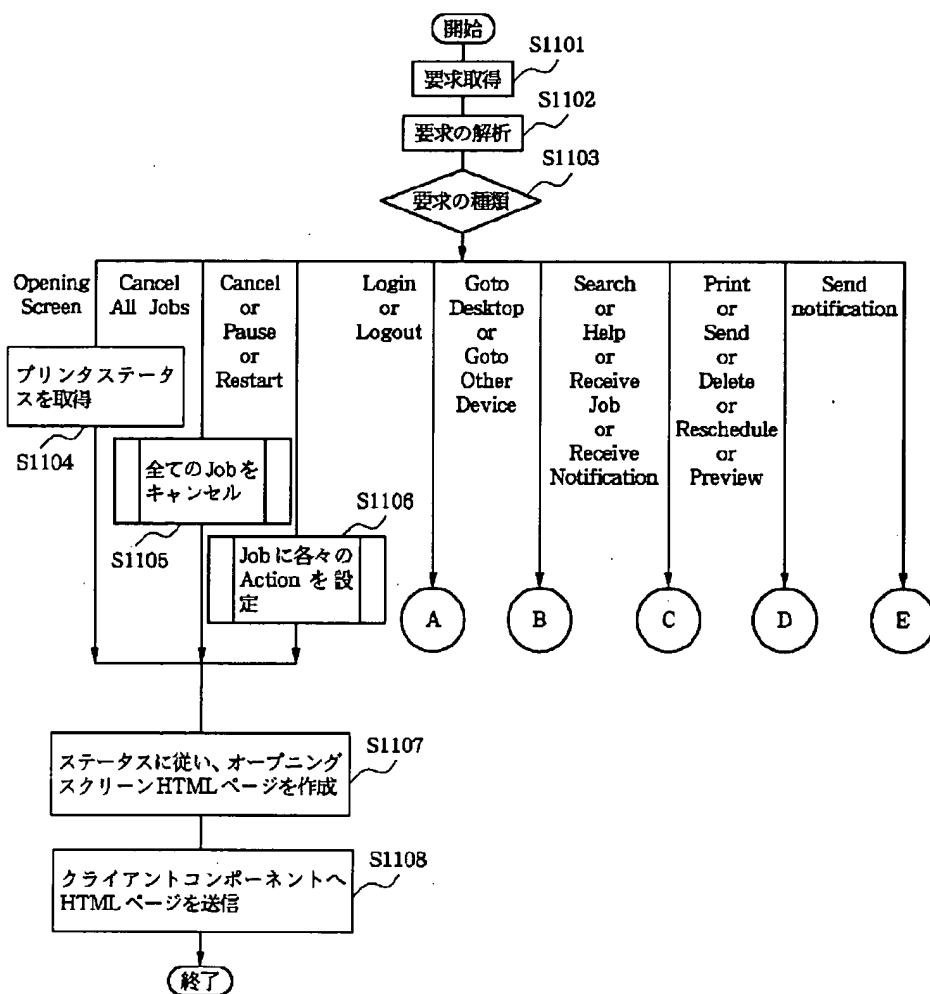 開始
S1101
要求取得
S1102
要求の解析
S1103
要求の種類
Opening
Screen
Cancel
All Jobs
Cancel
or
Pause
or
Restart
Login
or
Logout
Goto
Desktop
or
Goto
Other
Device
Search
or
Help
or
Receive
Job
or
Receive
Notification
Print
or
Send
or
Delete
or
Reschedule
or
Preview
Send
notification
プリンタステータ
スを取得
S1104
全てのJobを
キャンセル
S1105
S1106
Jobに各々の
Action を 設
定
A
B
C
D
E
S1107
ステータスに従い、オープニング
スクリーンHTMLページを作成
S1108
クライアントコンポーネントへ
HTMLページを送信
終了